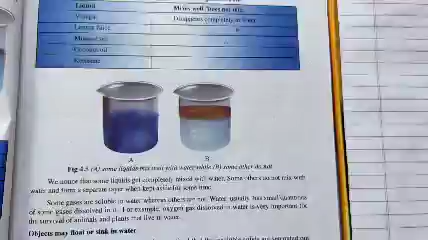 Liquid Mixes well/ Does not mix
Vinegar Disappears completely in water
Lemon Juice
Mustard oil
Coconut oil
Kerosene
A B
Fig 4.5 (A) some liquids mix well with water while (B) some other do not
We notice that some liquids get completely mixed with water. Some others do not mix with
water and form a separate layer when kept aside for some time.
Some gases are soluble in water whereas others are not. Water, usually, has small quantities
of some gases dissolved in it. For example, oxygen gas dissolved in water is very important for
the survival of animals and plants that live in water.
Objects may float or sink in water